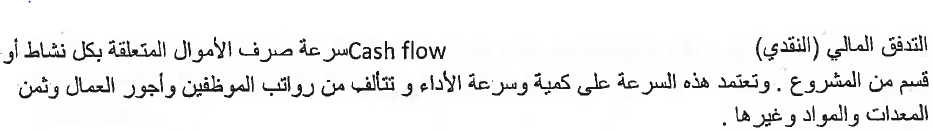 التدفق المالي (النقدي) Cash flow سرعة صرف الأموال المتعلقة بكل نشاط أو
قسم من المشروع . وتعتمد هذه السرعة على كمية وسرعة الأداء و تتألف من رواتب الموظفين وأجور العمال وثمن
المعدات والمواد وغيرها .